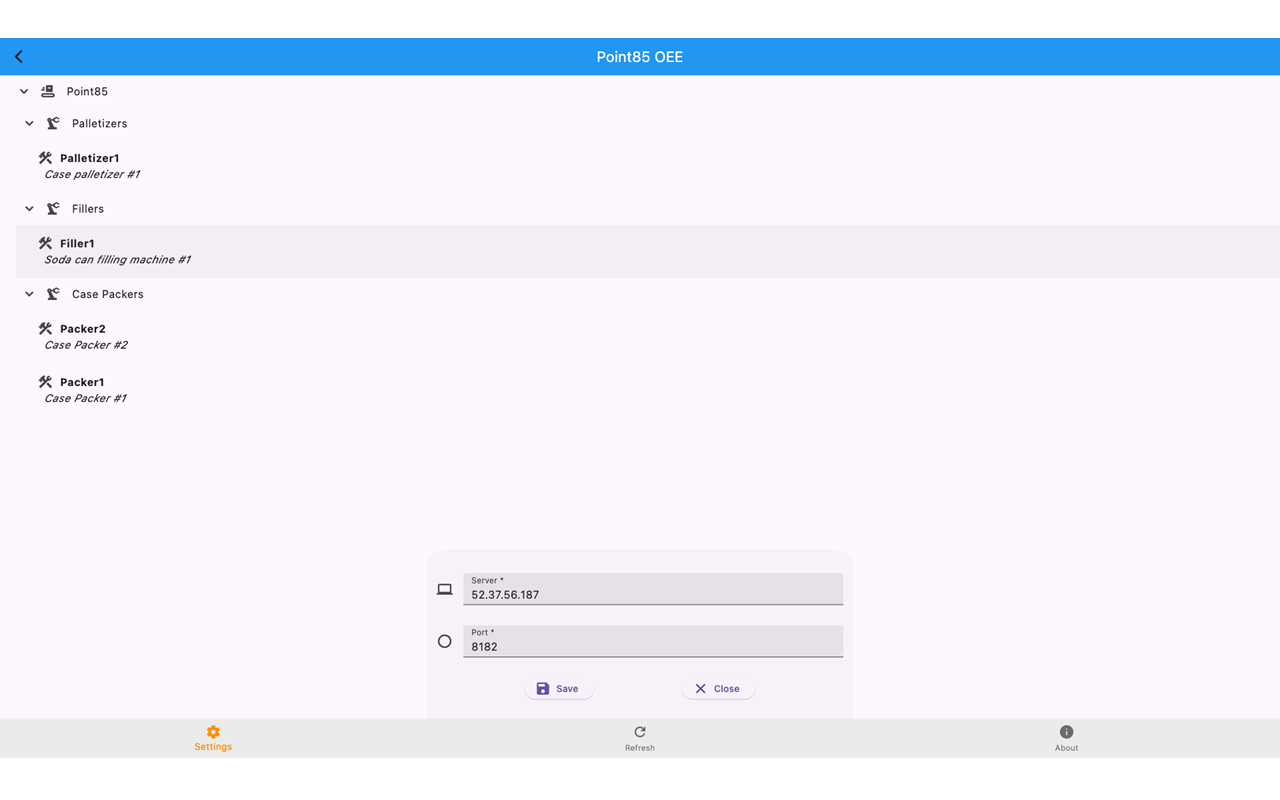 Point85 OEE
Point85
Palletizers
Palletizer1
Case palletizer #1
Fillers
Filler1
Soda can filling machine #1
Case Packers
Packer2
Case Packer #2
Packer1
Case Packer #1
Server *
52.37.56.187
Port *
8182
Save Close
Settings Refresh About